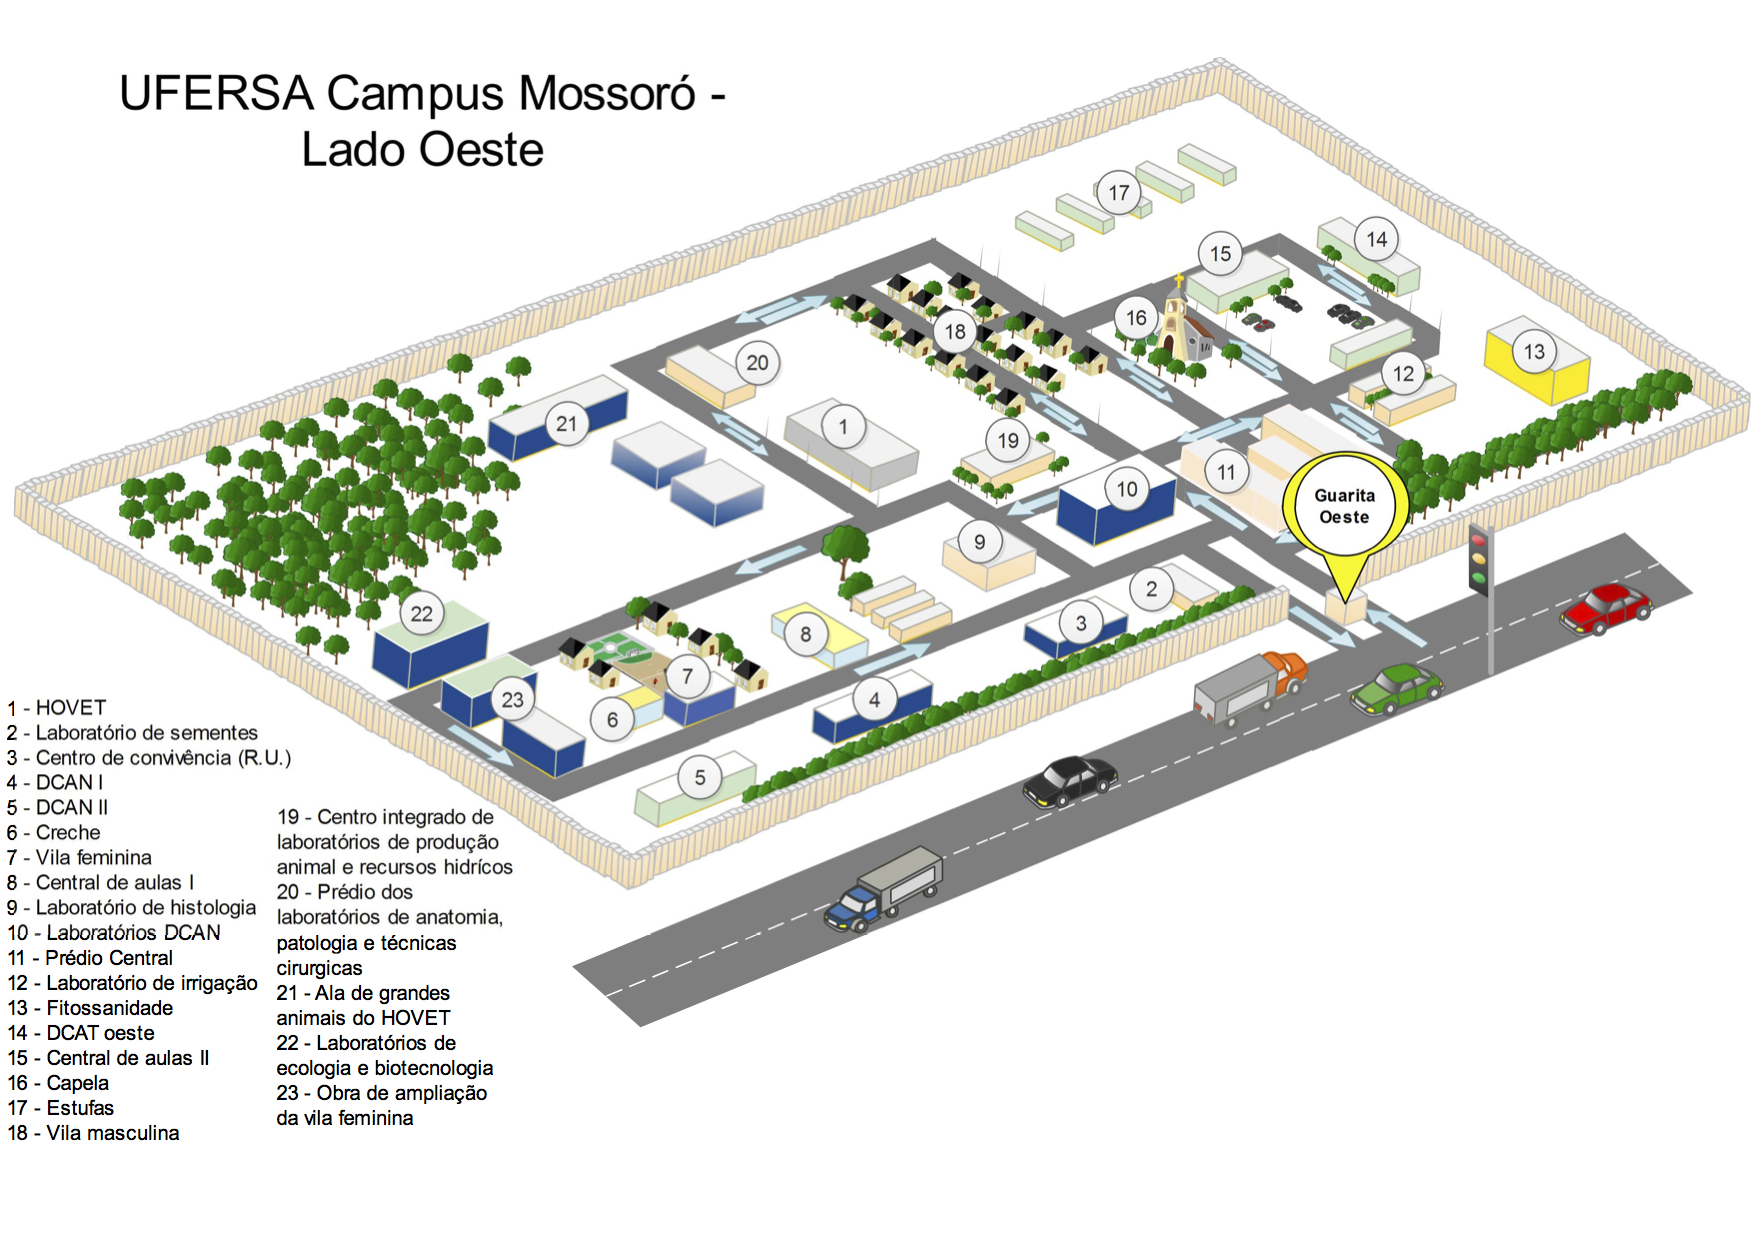 UFERSA Campus Mossoró -
Lado Oeste
17
14
15
16
18
13
20
12
21
1
19
11
10
Guarita
Oeste
9
2
22
8
3
7
23
6
4
5
1 - HOVET
2 - Laboratório de sementes
3 - Centro de convivência (R.U.)
4 - DCAN I
5 - DCAN II
6 - Creche
7 - Vila feminina
8 - Central de aulas I
9 - Laboratório de histologia
10 - Laboratórios DCAN
11 - Prédio Central
12 - Laboratório de irrigação
13 - Fitossanidade
14 - DCAT oeste
15 - Central de aulas II
16 - Capela
17 - Estufas
18 - Vila masculina
19 - Centro integrado de
laboratórios de produção
animal e recursos hidrícos
20 - Prédio dos
laboratórios de anatomia,
patologia e técnicas
cirurgicas
21 - Ala de grandes
animais do HOVET
22 - Laboratórios de
ecologia e biotecnologia
23 - Obra de ampliação
da vila feminina